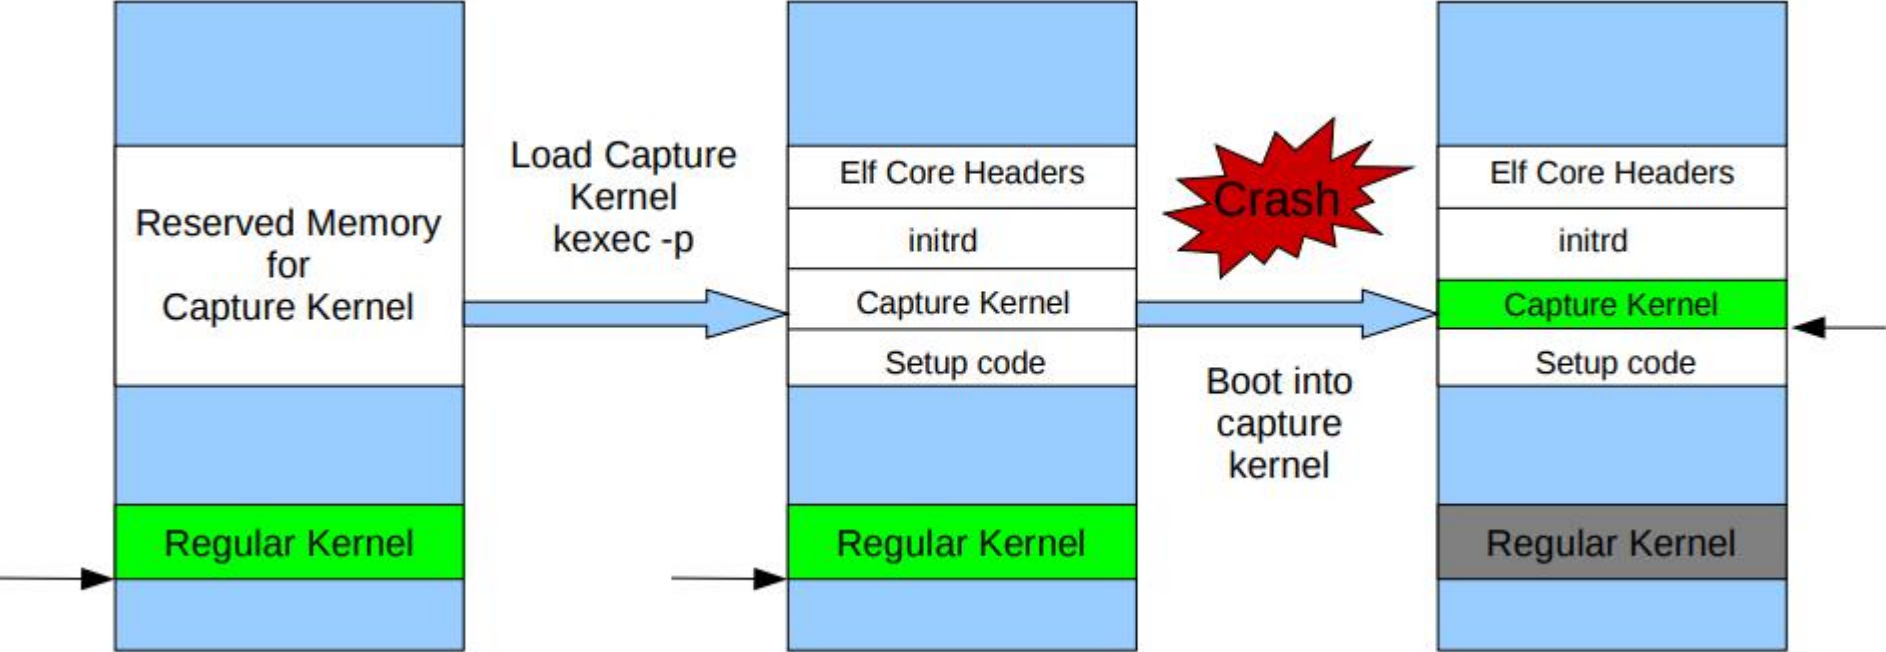 Reserved Memory
for
Capture Kernel
Regular Kernel
Load Capture
Kernel
kexec -p
Elf Core Headers
initrd
Capture Kernel
Setup code
Regular Kernel
Crash
Boot into
capture
kernel
Elf Core Headers
initrd
Capture Kernel
Setup code
Regular Kernel